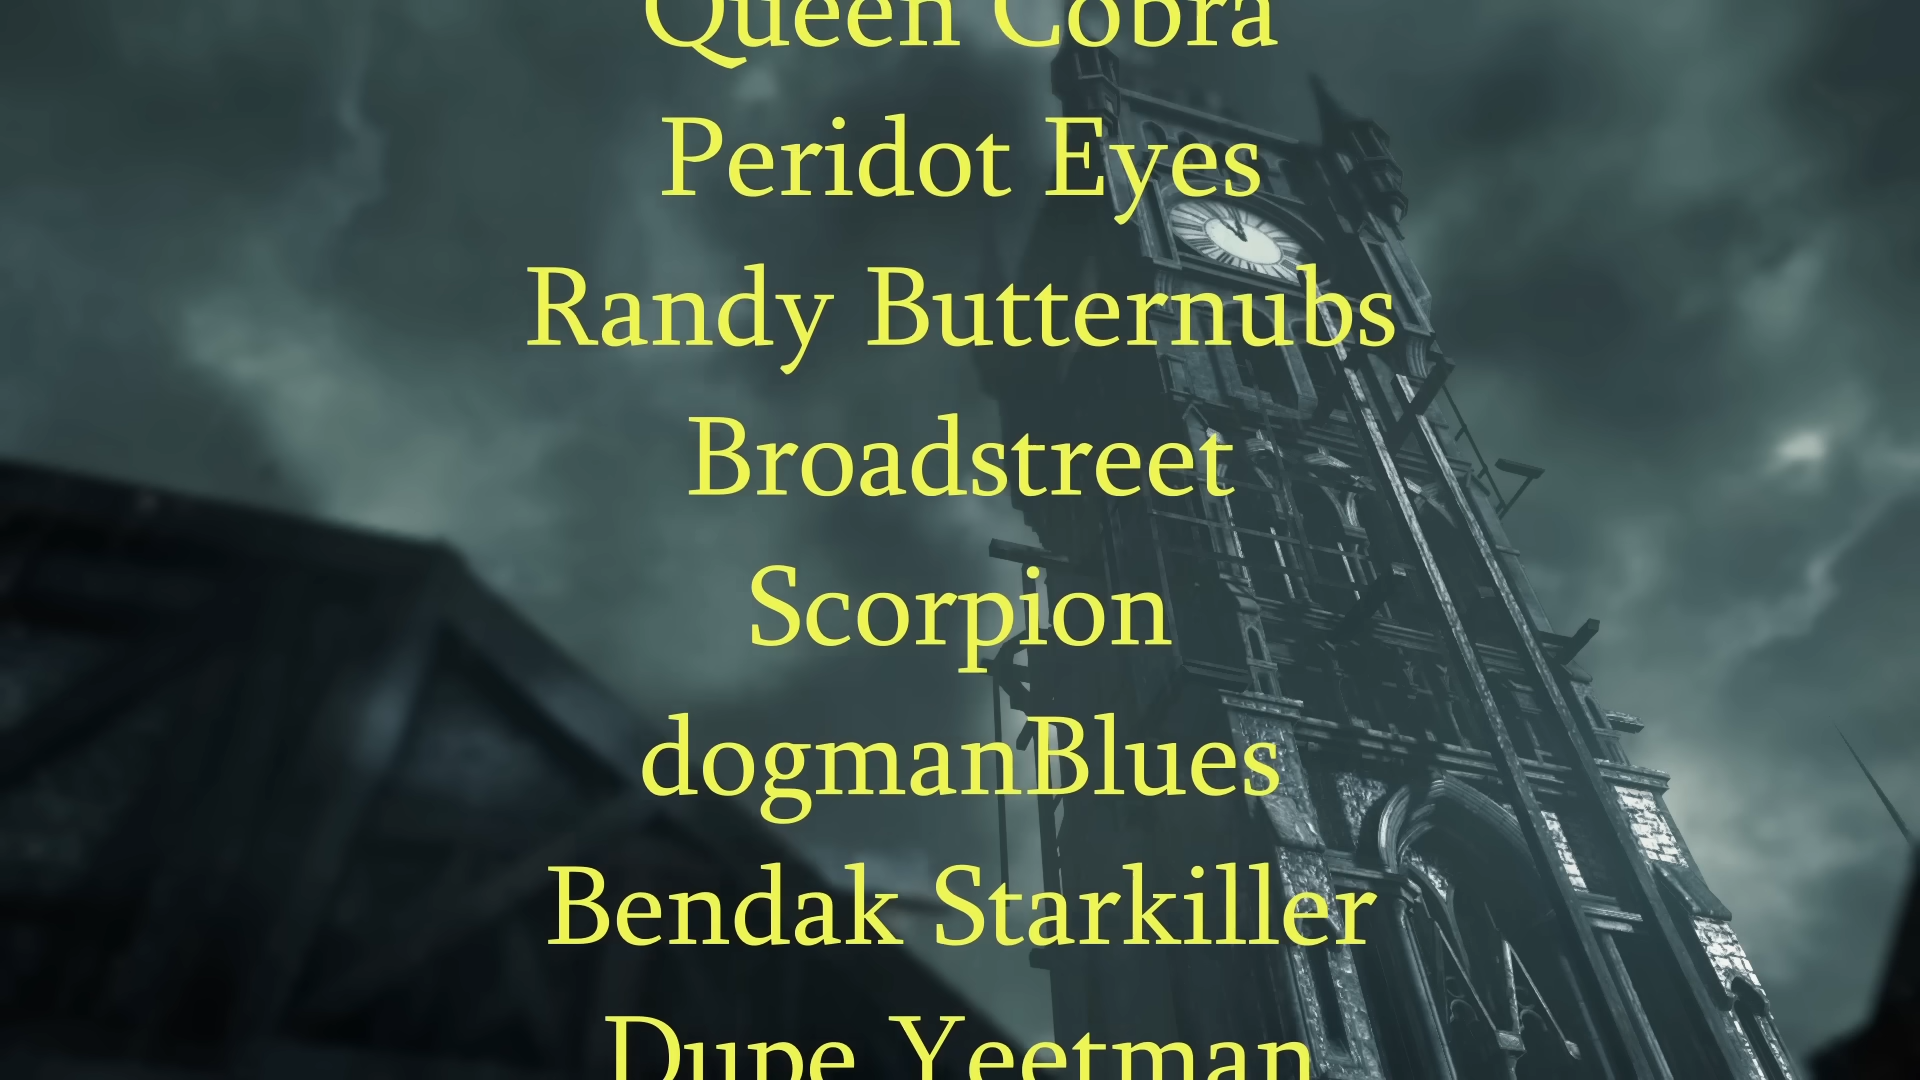 Queen Cobra
Peridot Eyes
Randy Butternubs
Broadstreet
Scorpion
dogmanBlues
Bendak Starkiller
Dupe Yeetman